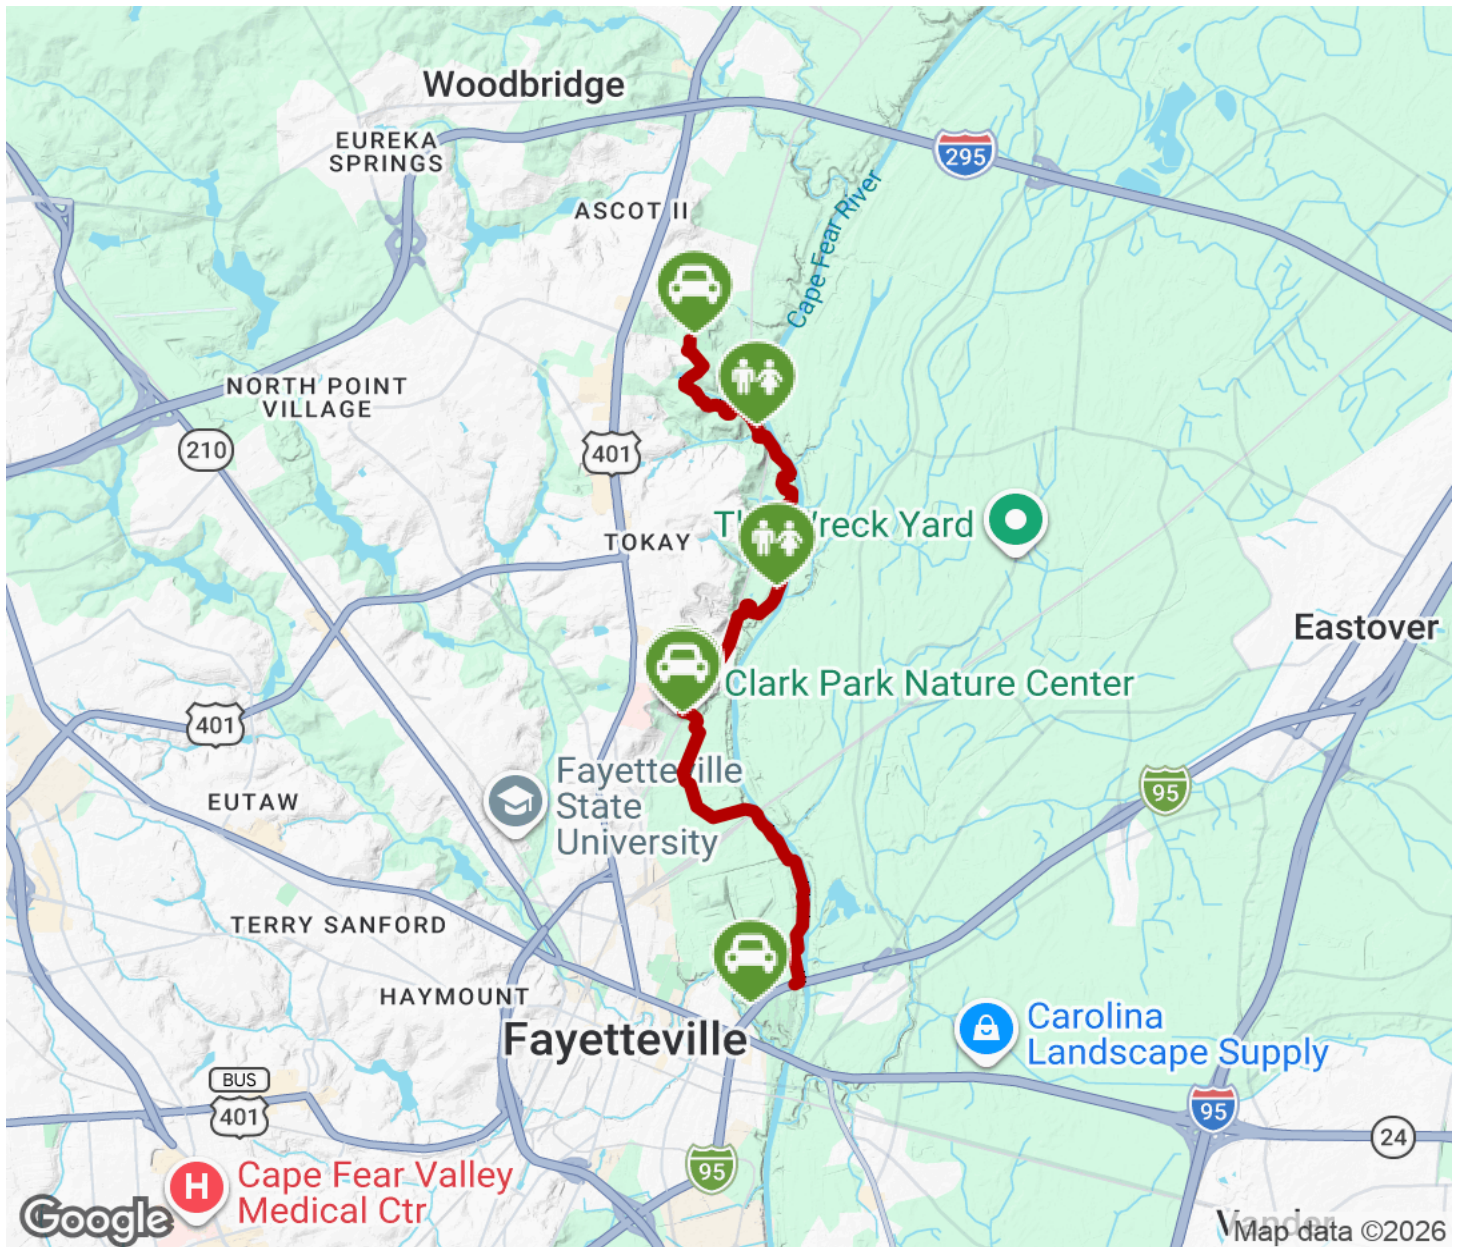 Woodbridge
EUREKA
SPRINGS
295
ASCOT II
Cape Fear River
NORTH POINT
VILLAGE
210
401
TOKAY
Wreck Yard
Eastover
Clark Park Nature Center
401
Fayetteville
State
University
95
EUTAW
TERRY SANFORD
HAYMOUNT
Fayetteville
Carolina
Landscape Supply
BUS
401
95
24
95
H
Cape Fear Valley
Medical Ctr
Google
Vander
Map data ©2026